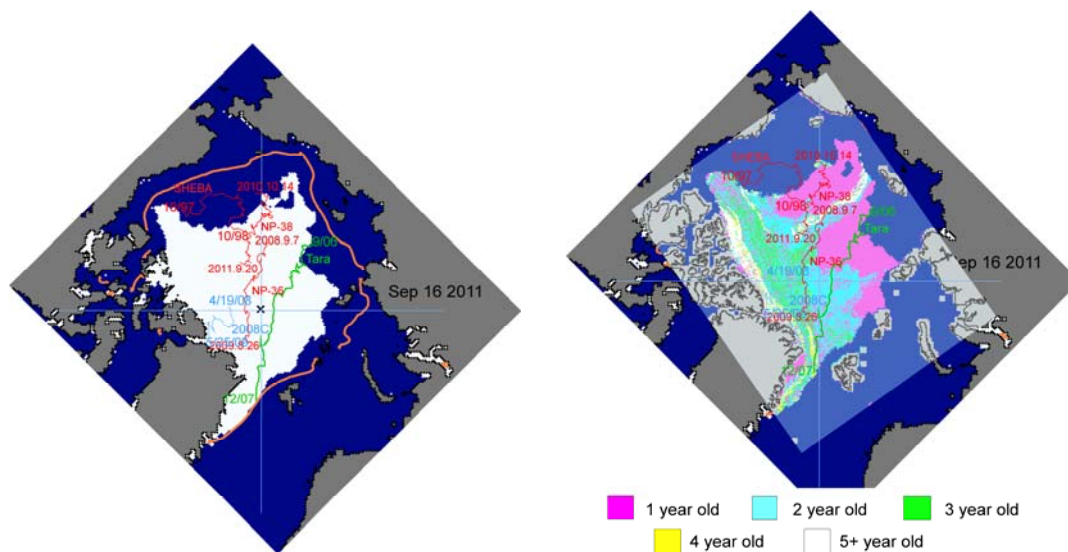 SHEBA
10/97
2010.10.14
10/98
NP-38
2008.9.7
9/06
Tara
2011.9.20
NP-36
4/19/08
Sep 16 2011
2008C
2009.8.26
12/07
SHEBA
10/97
2010.10.14
10/98
NP-38
2008.9.7
9/06
Tara
2011.9.20
NP-36
4/19/08
Sep 16 2011
2008C
2009.8.26
12/07
1 year old
2 year old
3 year old
4 year old
5+ year old